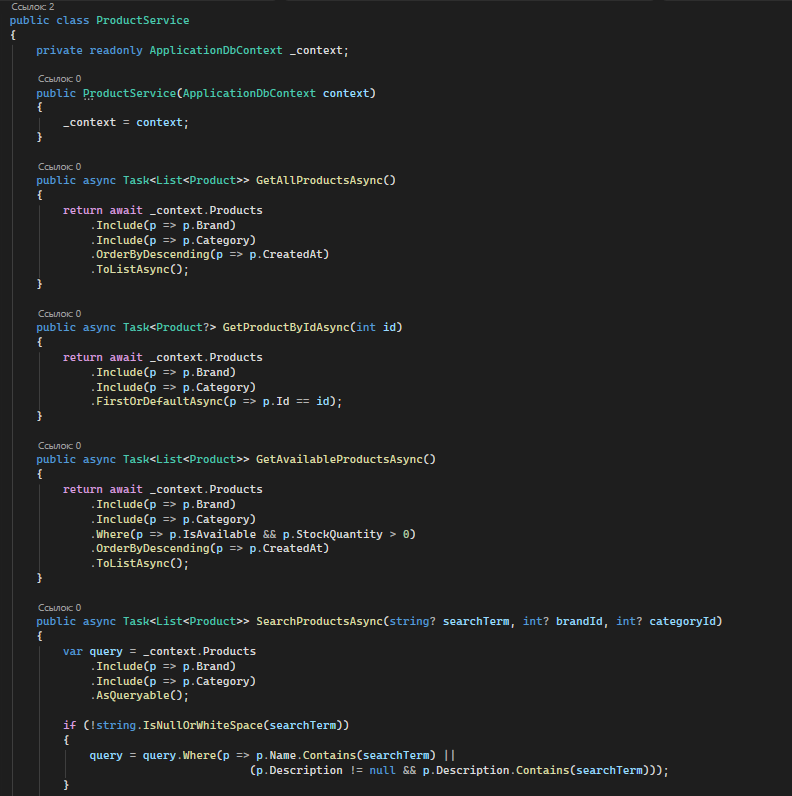 Ссылок: 2
public class ProductService
{
    private readonly ApplicationDbContext _context;
    Ссылок: 0
    public ProductService(ApplicationDbContext context)
    {
        _context = context;
    }
    Ссылок: 0
    public async Task<List<Product>> GetAllProductsAsync()
    {
        return await _context.Products
            .Include(p => p.Brand)
            .Include(p => p.Category)
            .OrderByDescending(p => p.CreatedAt)
            .ToListAsync();
    }
    Ссылок: 0
    public async Task<Product?> GetProductByIdAsync(int id)
    {
        return await _context.Products
            .Include(p => p.Brand)
            .Include(p => p.Category)
            .FirstOrDefaultAsync(p => p.Id == id);
    }
    Ссылок: 0
    public async Task<List<Product>> GetAvailableProductsAsync()
    {
        return await _context.Products
            .Include(p => p.Brand)
            .Include(p => p.Category)
            .Where(p => p.IsAvailable && p.StockQuantity > 0)
            .OrderByDescending(p => p.CreatedAt)
            .ToListAsync();
    }
    Ссылок: 0
    public async Task<List<Product>> SearchProductsAsync(string? searchTerm, int? brandId, int? categoryId)
    {
        var query = _context.Products
            .Include(p => p.Brand)
            .Include(p => p.Category)
            .AsQueryable();
        if (!string.IsNullOrWhiteSpace(searchTerm))
        {
            query = query.Where(p => p.Name.Contains(searchTerm) ||
                                    (p.Description != null && p.Description.Contains(searchTerm)));
        }